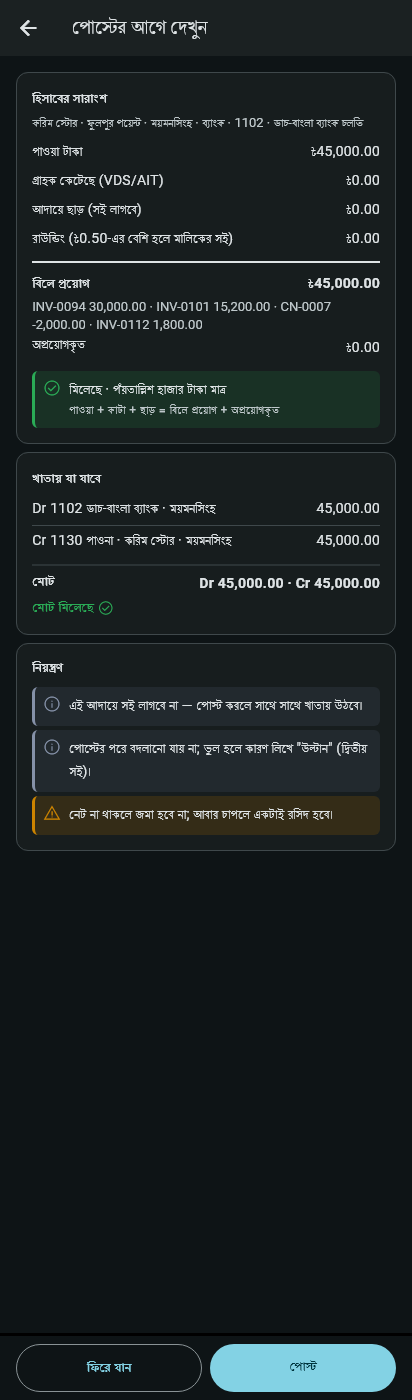 পোস্টের আগে দেখুন
হিসাবের সারাংশ
করিম স্টোর · ফুলপুর পয়েন্ট · ময়মনসিংহ · ব্যাংক · 1102 · ডাচ-বাংলা ব্যাংক চলতি
পাওয়া টাকা ৳45,000.00
গ্রাহক কেটেছে (VDS/AIT) ৳0.00
আদায়ে ছাড় (সই লাগবে) ৳0.00
রাউন্ডিং (৳0.50-এর বেশি হলে মালিকের সই) ৳0.00
বিলে প্রয়োগ ৳45,000.00
INV-0094 30,000.00 · INV-0101 15,200.00 · CN-0007
-2,000.00 · INV-0112 1,800.00
অপ্রয়োগকৃত ৳0.00
মিলেছে · পঁয়তাল্লিশ হাজার টাকা মাত্র
পাওয়া + কাটা + ছাড় = বিলে প্রয়োগ + অপ্রয়োগকৃত
খাতায় যা যাবে
Dr 1102 ডাচ-বাংলা ব্যাংক · ময়মনসিংহ 45,000.00
Cr 1130 পাওনা · করিম স্টোর · ময়মনসিংহ 45,000.00
মোট Dr 45,000.00 · Cr 45,000.00
মোট মিলেছে
নিয়ন্ত্রণ
এই আদায়ে সই লাগবে না — পোস্ট করলে সাথে সাথে খাতায় উঠবে।
পোস্টের পরে বদলানো যায় না; ভুল হলে কারণ লিখে "উল্টান" (দ্বিতীয়
সই)।
নেট না থাকলে জমা হবে না; আবার চাপলে একটাই রসিদ হবে।
ফিরে যান
পোস্ট